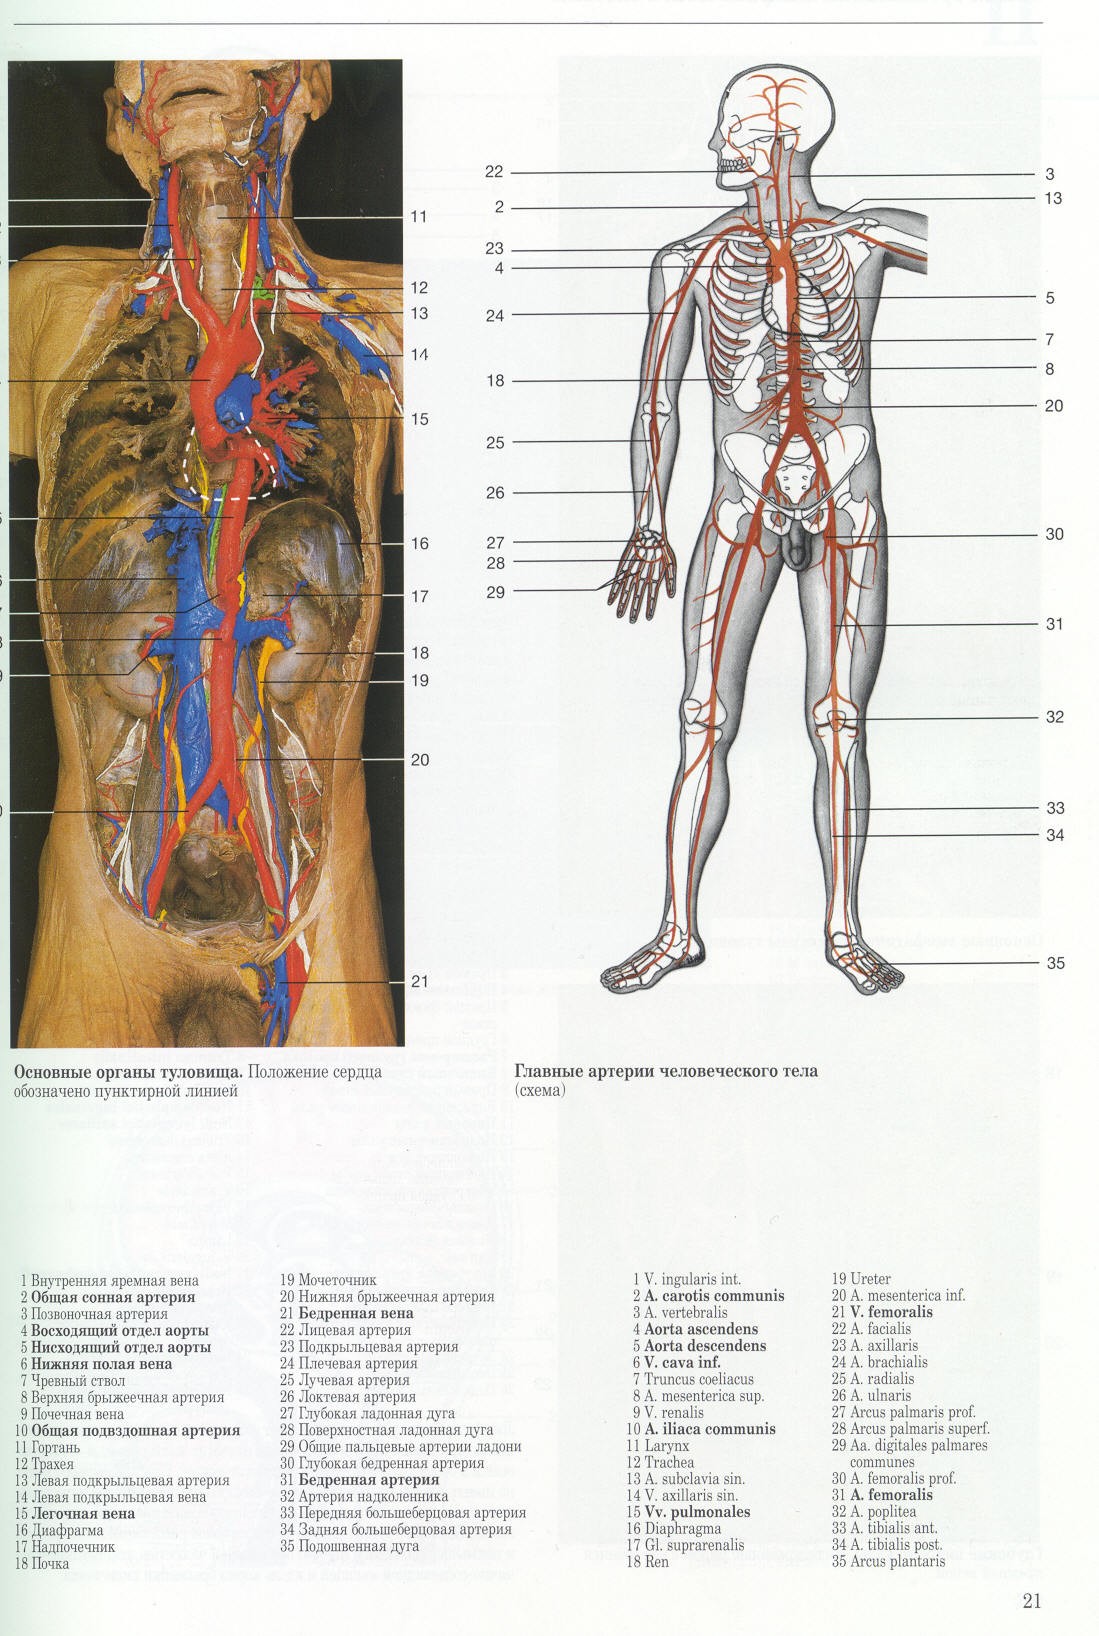 22
2
23
4
24
18
25
26
27
28
29
3
13
5
7
8
20
30
31
32
33
34
35
11
12
13
14
15
16
17
18
19
20
21
Основные органы туловища. Положение сердца
обозначено пунктирной линией
Главные артерии человеческого тела
(схема)
1 Внутренняя яремная вена
2 Общая сонная артерия
3 Позвоночная артерия
4 Восходящий отдел аорты
5 Нисходящий отдел аорты
6 Нижняя полая вена
7 Чревный ствол
8 Верхняя брыжеечная артерия
9 Почечная вена
10 Общая подвздошная артерия
11 Гортань
12 Трахея
13 Левая подкрыльцевая артерия
14 Левая подкрыльцевая вена
15 Легочная вена
16 Диафрагма
17 Надпочечник
18 Почка
19 Мочеточник
20 Нижняя брыжеечная артерия
21 Бедренная вена
22 Лицевая артерия
23 Подкрыльцевая артерия
24 Плечевая артерия
25 Лучевая артерия
26 Локтевая артерия
27 Глубокая ладонная дуга
28 Поверхностная ладонная дуга
29 Общие пальцевые артерии ладони
30 Глубокая бедренная артерия
31 Бедренная артерия
32 Артерия надколенника
33 Передняя большеберцовая артерия
34 Задняя большеберцовая артерия
35 Подошвенная дуга
1 V. ingularis int.
2 A. carotis communis
3 A. vertebralis
4 Aorta ascendens
5 Aorta descendens
6 V. cava inf.
7 Truncus coeliacus
8 A. mesenterica sup.
9 V. renalis
10 A. iliaca communis
11 Larynx
12 Trachea
13 A. subclavia sin.
14 V. axillaris sin.
15 Vv. pulmonales
16 Diaphragma
17 Gl. suprarenalis
18 Ren
19 Ureter
20 A. mesenterica inf.
21 V. femoralis
22 A. facialis
23 A. axillaris
24 A. brachialis
25 A. radialis
26 A. ulnaris
27 Arcus palmaris prof.
28 Arcus palmaris superf.
29 Aa. digitales palmares
communes
30 A. femoralis prof.
31 A. femoralis
32 A. poplitea
33 A. tibialis ant.
34 A. tibialis post.
35 Arcus plantaris
21